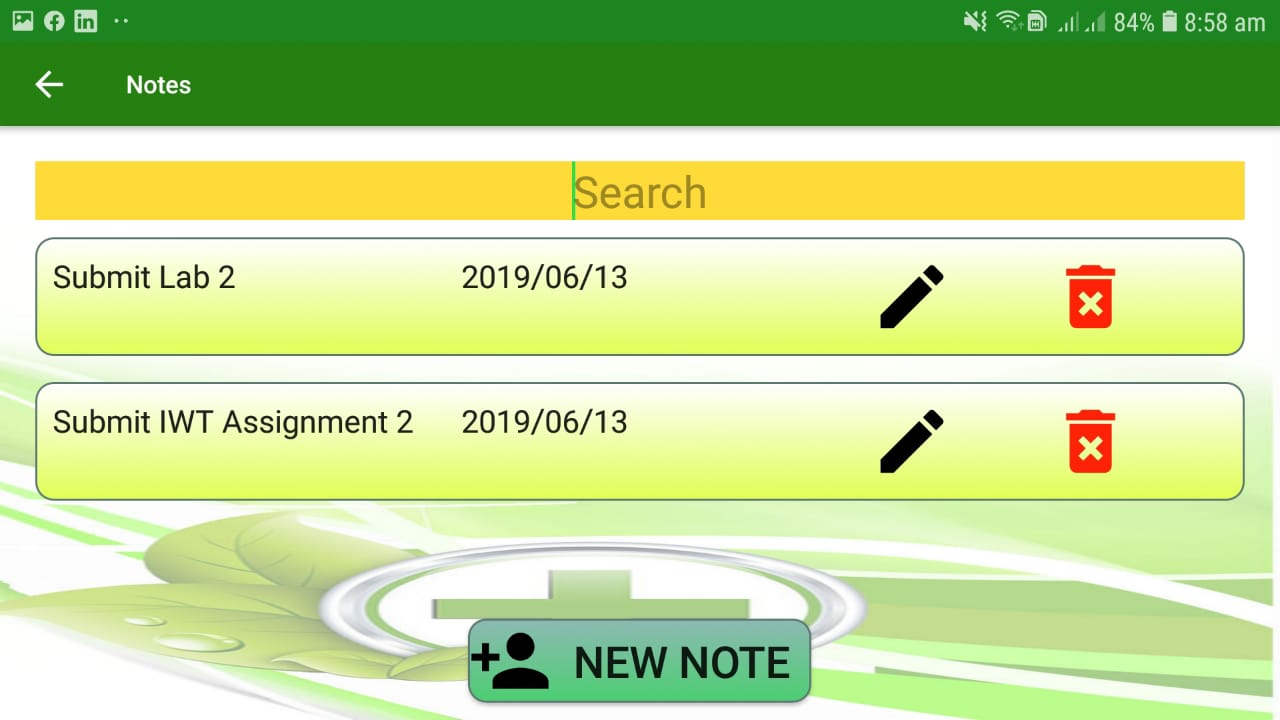 84% 8:58 am
Notes
Search
Submit Lab 2 2019/06/13
Submit IWT Assignment 2 2019/06/13
NEW NOTE